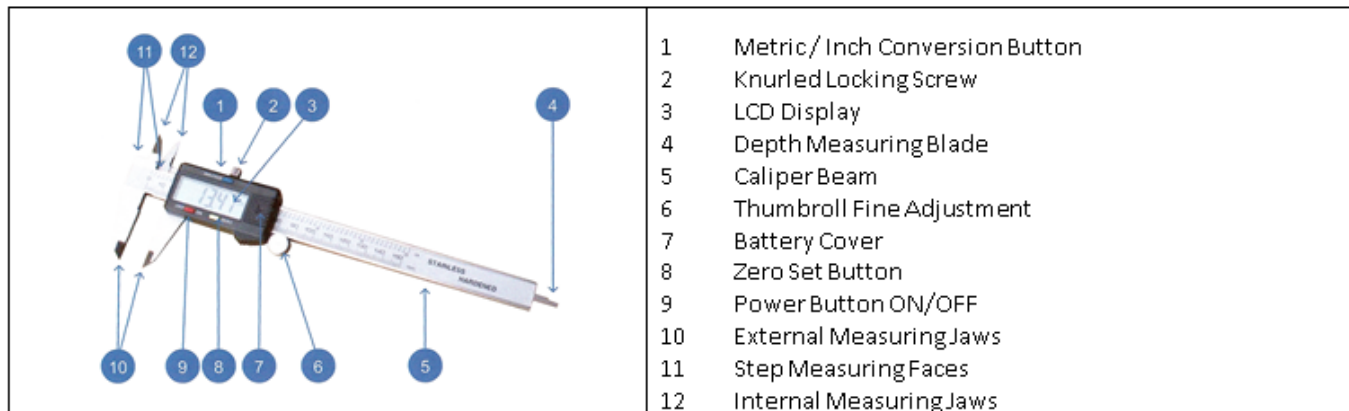 11 12
1 2 3 4
13.47
STAINLESS
HARDENED
10 9 8 7 6 5
1 Metric / Inch Conversion Button
2 Knurled Locking Screw
3 LCD Display
4 Depth Measuring Blade
5 Caliper Beam
6 Thumbroll Fine Adjustment
7 Battery Cover
8 Zero Set Button
9 Power Button ON/OFF
10 External Measuring Jaws
11 Step Measuring Faces
12 Internal Measuring Jaws